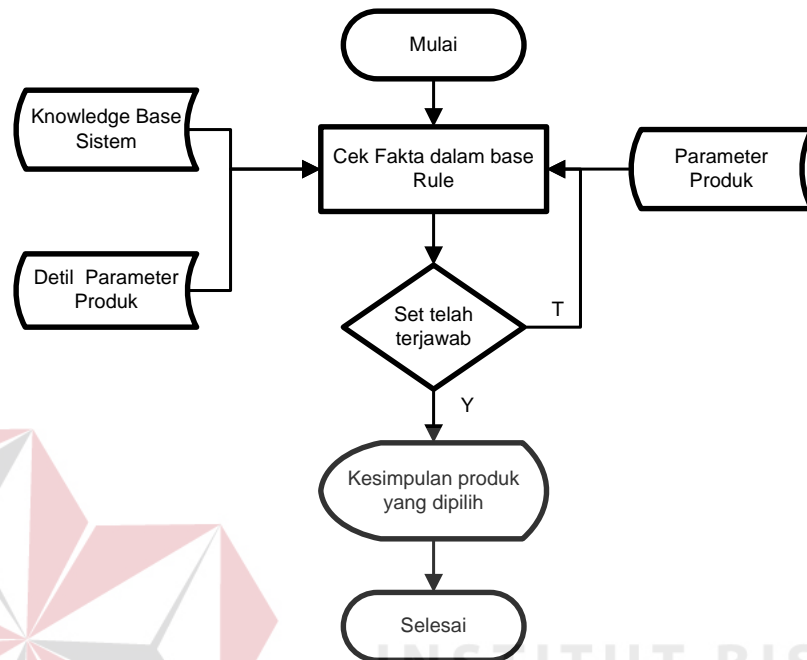 Mulai
Knowledge Base
Sistem
Cek Fakta dalam base
Rule
Parameter
Produk
Detil Parameter
Produk
Set telah
terjawab
T
Y
Kesimpulan produk
yang dipilih
Selesai
INSTITUT BIS